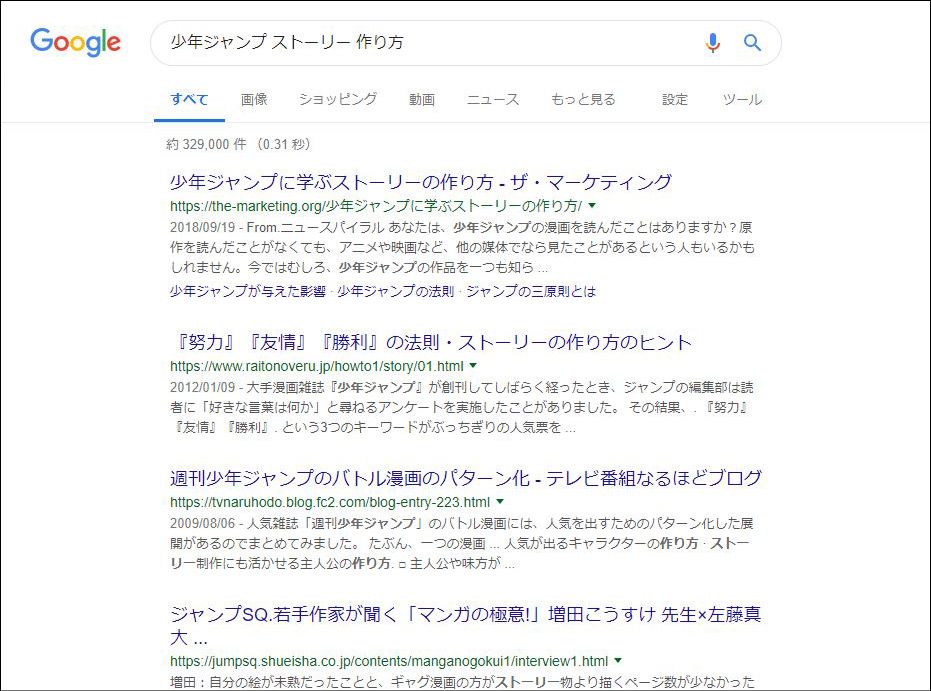 Google
少年ジャンプ ストーリー 作り方
すべて 画像 ショッピング 動画 ニュース もっと見る 設定 ツール
約 329,000 件 （0.31 秒）
少年ジャンプに学ぶストーリーの作り方 - ザ・マーケティング
https://the-marketing.org/少年ジャンプに学ぶストーリーの作り方/
2018/09/19 - From.ニュースパイラル あなたは、少年ジャンプの漫画を読んだことはありますか？原
作を読んだことがなくても、アニメや映画など、他の媒体でなら見たことがあるという人もいるかも
しれません。今ではむしろ、少年ジャンプの作品を一つも知ら ...
少年ジャンプが与えた影響 · 少年ジャンプの法則 · ジャンプの三原則とは
『努力』『友情』『勝利』の法則・ストーリーの作り方のヒント
https://www.raitonoveru.jp/howto1/story/01.html
2012/01/09 - 大手漫画雑誌『少年ジャンプ』が創刊してしばらく経ったとき、ジャンプの編集部は読
者に「好きな言葉は何か」と尋ねるアンケートを実施したことがありました。 その結果、. 『努力』
『友情』『勝利』. という3つのキーワードがぶっちぎりの人気票を ...
週刊少年ジャンプのバトル漫画のパターン化 - テレビ番組なるほどブログ
https://tvnaruhodo.blog.fc2.com/blog-entry-223.html
2009/08/06 - 人気雑誌「週刊少年ジャンプ」のバトル漫画には、人気を出すためのパターン化した展
開があるのでまとめてみました。 たぶん、一つの漫画 ... 人気が出るキャラクターの作り方 · ストー
リー制作にも活かせる主人公の作り方. □ 主人公や味方が ...
ジャンプSQ.若手作家が聞く「マンガの極意!」増田こうすけ 先生×左藤真
大 ...
https://jumpsq.shueisha.co.jp/contents/manganogokui1/interview1.html
増田：自分の絵が未熟だったことと、ギャグ漫画の方がストーリー物より描くページ数が少なかった